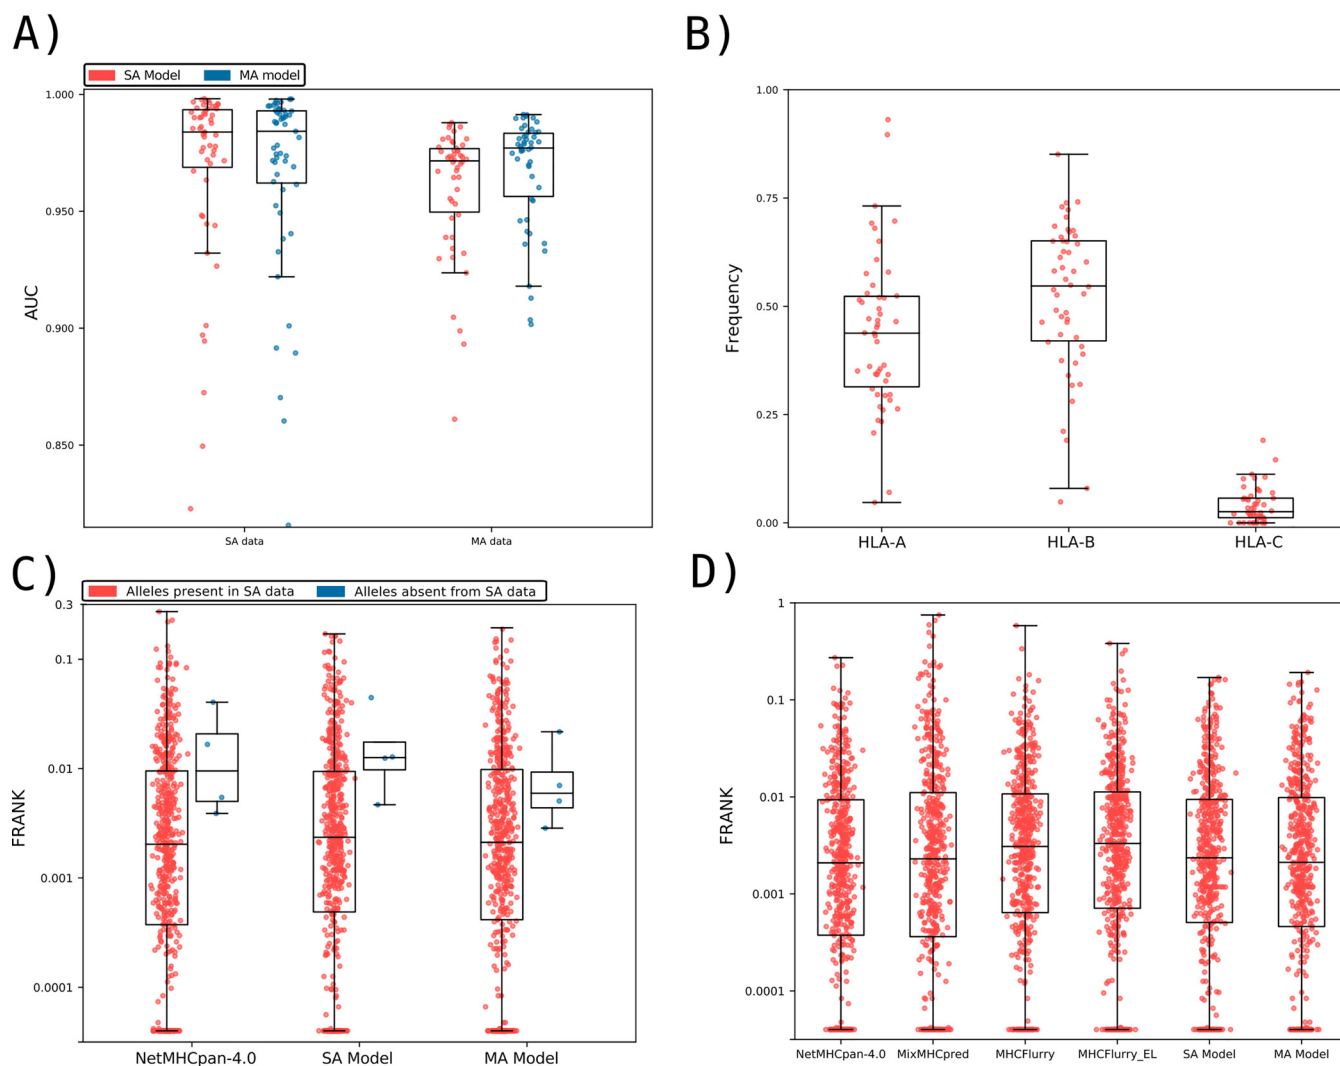 A)
SA Model MA model
1.000
0.950
0.900
0.850
AUC
SA data MA data
B)
1.00
0.75
0.50
0.25
0.00
Frequency
HLA-A HLA-B HLA-C
C)
Alleles present in SA data Alleles absent from SA data
0.3
0.1
0.01
0.001
0.0001
FRANK
NetMHCpan-4.0 SA Model MA Model
D)
1
0.1
0.01
0.001
0.0001
FRANK
NetMHCpan-4.0 MixMHCpred MHCFlurry MHCFlurry_EL SA Model MA Model